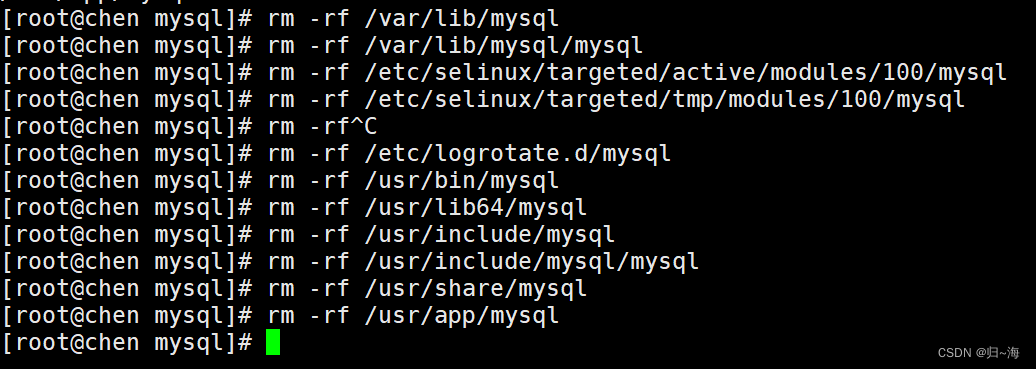 [root@chen mysql]# rm -rf /var/lib/mysql
[root@chen mysql]# rm -rf /var/lib/mysql/mysql
[root@chen mysql]# rm -rf /etc/selinux/targeted/active/modules/100/mysql
[root@chen mysql]# rm -rf /etc/selinux/targeted/tmp/modules/100/mysql
[root@chen mysql]# rm -rf^C
[root@chen mysql]# rm -rf /etc/logrotate.d/mysql
[root@chen mysql]# rm -rf /usr/bin/mysql
[root@chen mysql]# rm -rf /usr/lib64/mysql
[root@chen mysql]# rm -rf /usr/include/mysql
[root@chen mysql]# rm -rf /usr/include/mysql/mysql
[root@chen mysql]# rm -rf /usr/share/mysql
[root@chen mysql]# rm -rf /usr/app/mysql
[root@chen mysql]#
CSDN @归~海